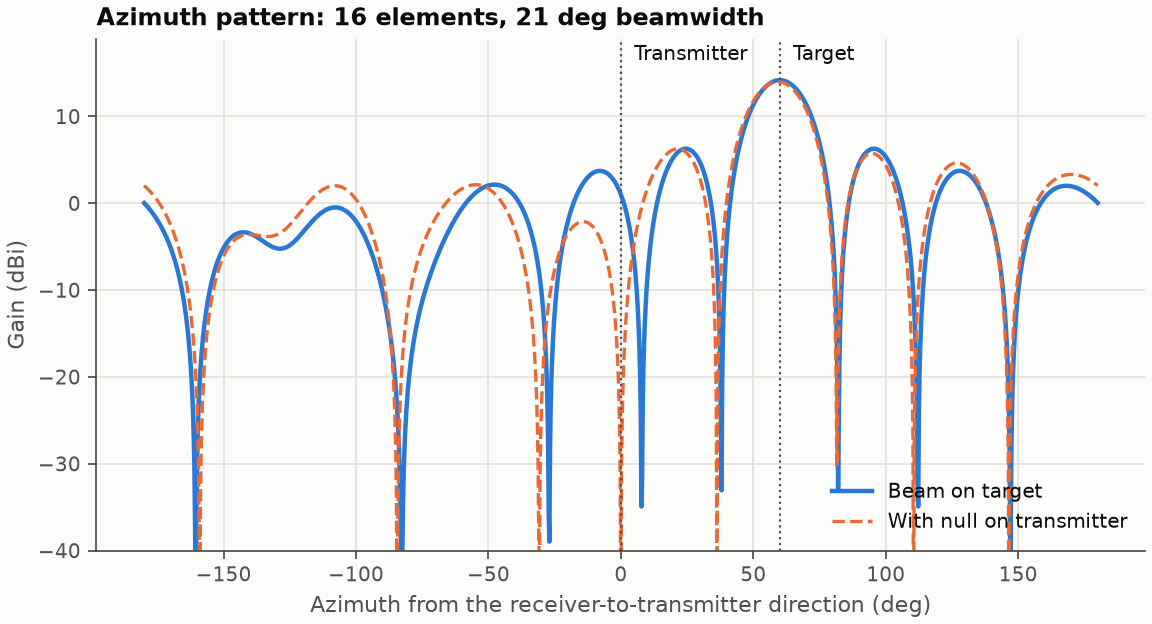 Azimuth pattern: 16 elements, 21 deg beamwidth
Transmitter
Target
10
0
−10
−20
−30
−40
Gain (dBi)
Beam on target
With null on transmitter
−150
−100
−50
0
50
100
150
Azimuth from the receiver-to-transmitter direction (deg)